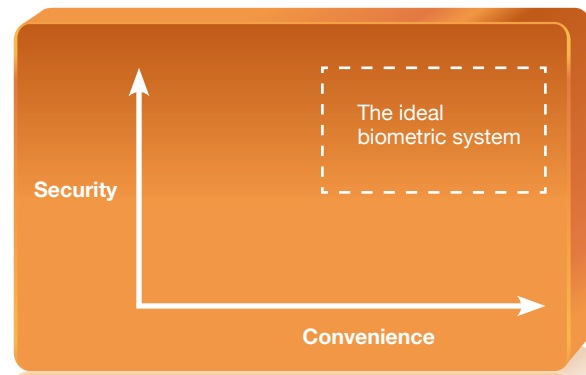 The ideal
biometric system
Security
Convenience